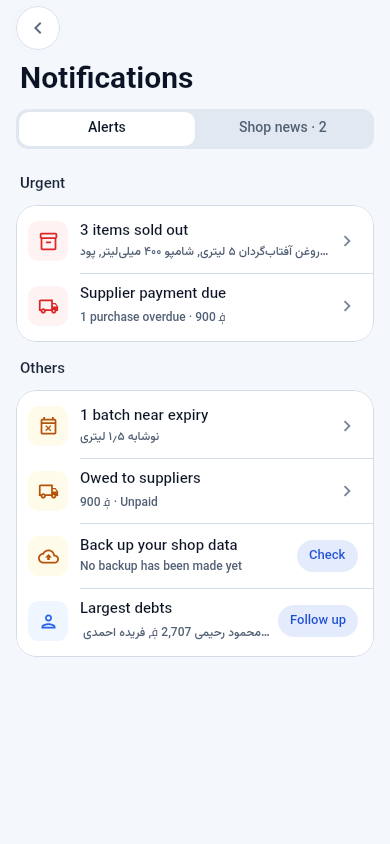 Notifications
Alerts
Shop news · 2
Urgent
3 items sold out
روغن آفتاب‌گردان ۵ لیتری, شامپو ۴۰۰ میلی‌لیتر, پود…
Supplier payment due
1 purchase overdue · 900 ؋
Others
1 batch near expiry
نوشابه ۱٫۵ لیتری
Owed to suppliers
900 ؋ · Unpaid
Back up your shop data
No backup has been made yet
Check
Largest debts
محمود رحیمی 2,707 ؋, فریده احمدی…
Follow up